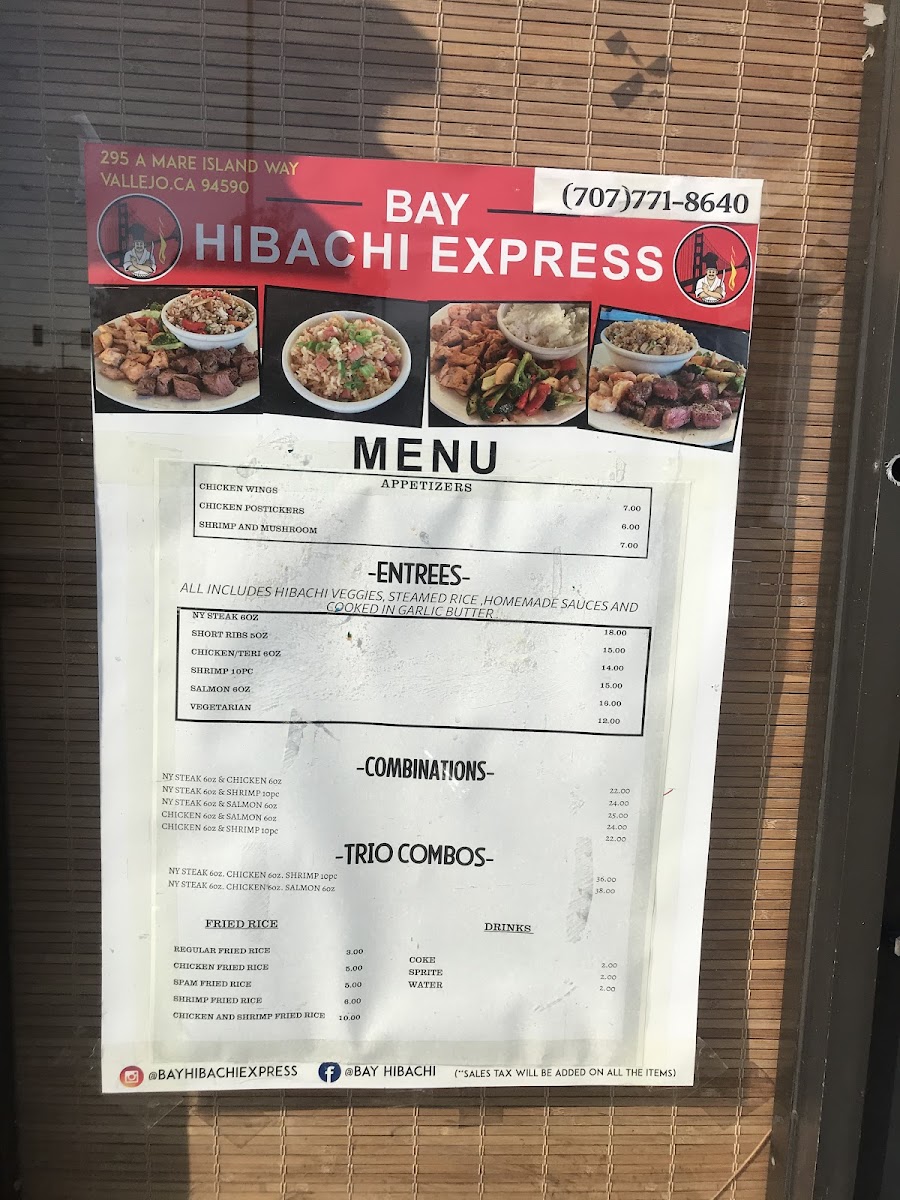 295 A MARE ISLAND WAY
VALLEJO.CA 94590
(707)771-8640
BAY
HIBACHI EXPRESS
MENU
APPETIZERS
CHICKEN WINGS 7.00
CHICKEN POSTICKERS 6.00
SHRIMP AND MUSHROOM 7.00
-ENTREES-
ALL INCLUDES HIBACHI VEGGIES, STEAMED RICE ,HOMEMADE SAUCES AND
COOKED IN GARLIC BUTTER
NY STEAK 6OZ 18.00
SHORT RIBS 5OZ 15.00
CHICKEN/TERI 6OZ 14.00
SHRIMP 10PC 15.00
SALMON 6OZ 16.00
VEGETARIAN 12.00
-COMBINATIONS-
NY STEAK 6oz & CHICKEN 6oz 22.00
NY STEAK 6oz & SHRIMP 10pc 24.00
NY STEAK 6oz & SALMON 6oz 25.00
CHICKEN 6oz & SALMON 6oz 24.00
CHICKEN 6oz & SHRIMP 10pc 22.00
-TRIO COMBOS-
NY STEAK 6oz. CHICKEN 6oz. SHRIMP 10pc 36.00
NY STEAK 6oz. CHICKEN 6oz. SALMON 6oz 38.00
FRIED RICE
REGULAR FRIED RICE 3.00
CHICKEN FRIED RICE 5.00
SPAM FRIED RICE 5.00
SHRIMP FRIED RICE 6.00
CHICKEN AND SHRIMP FRIED RICE 10.00
DRINKS
COKE 2.00
SPRITE 2.00
WATER 2.00
@BAYHIBACHIEXPRESS @BAY HIBACHI (**SALES TAX WILL BE ADDED ON ALL THE ITEMS)